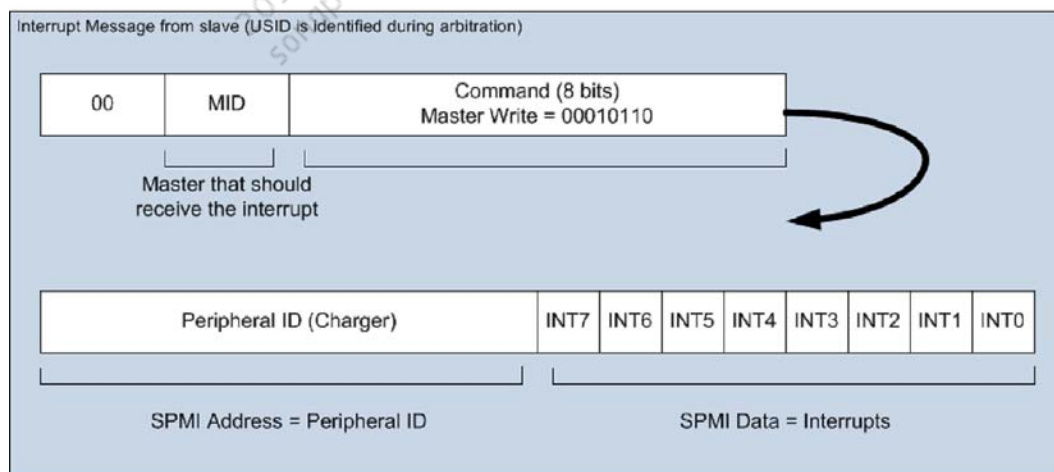 Interrupt Message from slave (USID is identified during arbitration)
00
MID
Command (8 bits)
Master Write = 00010110
Master that should
receive the interrupt
Peripheral ID (Charger)
INT7 INT6 INT5 INT4 INT3 INT2 INT1 INT0
SPMI Address = Peripheral ID
SPMI Data = Interrupts